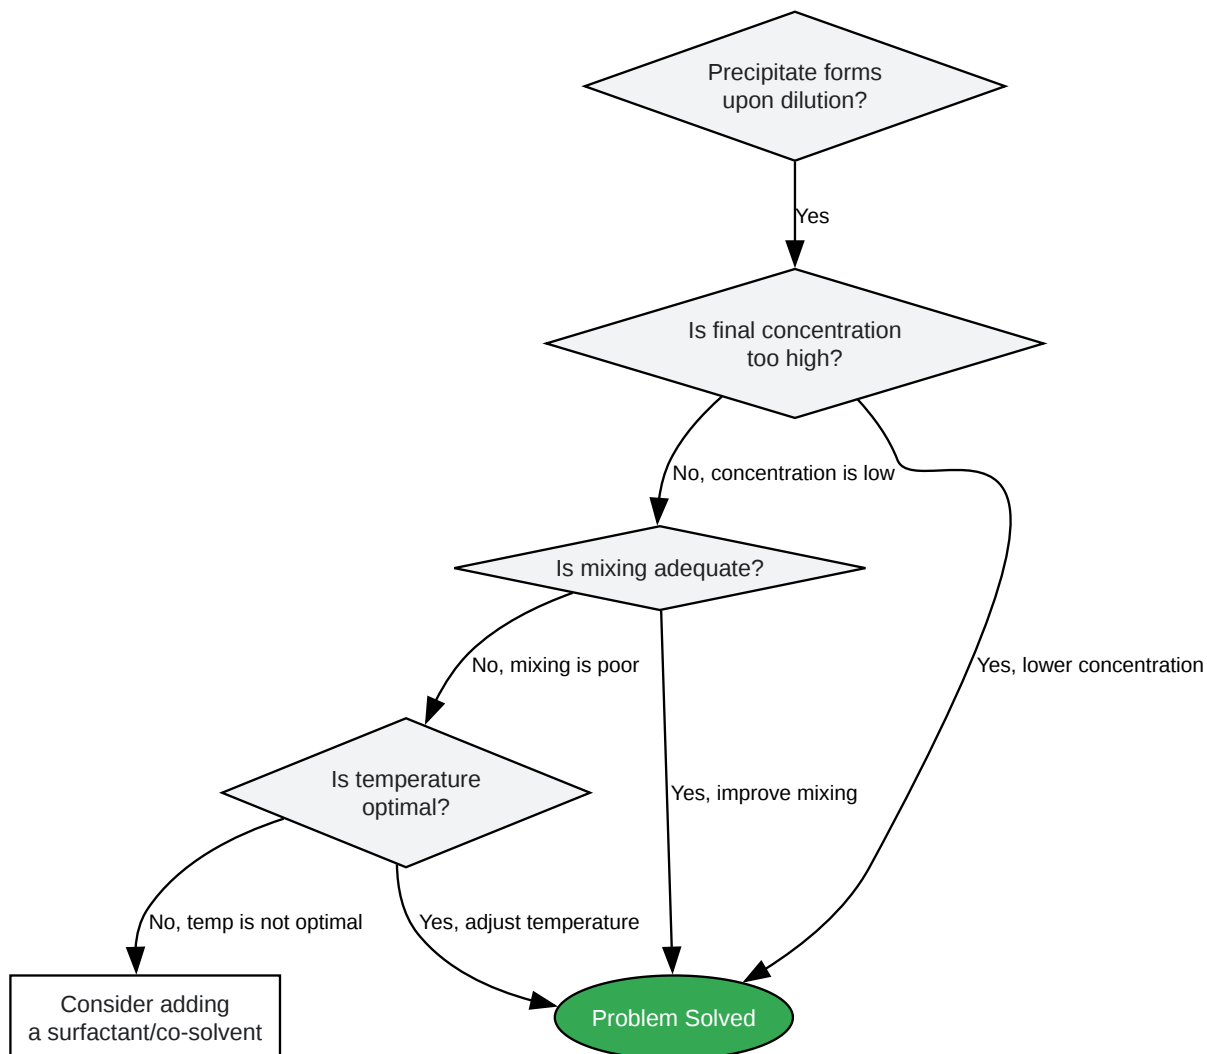 Precipitate forms
upon dilution?
Yes
Is final concentration
too high?
No, concentration is low
Is mixing adequate?
No, mixing is poor
Yes, lower concentration
Is temperature
optimal?
Yes, improve mixing
No, temp is not optimal
Yes, adjust temperature
Consider adding
a surfactant/co-solvent
Problem Solved